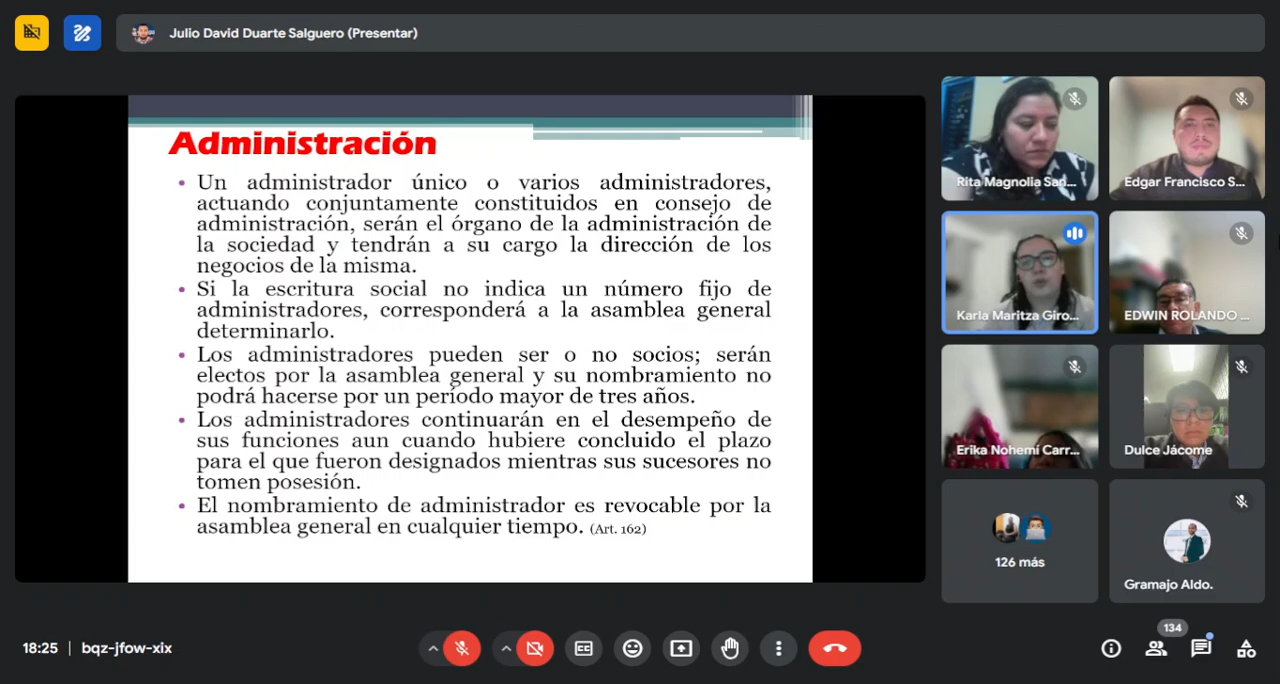 Julio David Duarte Salguero (Presentar)
Administración
• Un administrador único o varios administradores,
actuando conjuntamente constituidos en consejo de
administración, serán el órgano de la administración de
la sociedad y tendrán a su cargo la dirección de los
negocios de la misma.
• Si la escritura social no indica un número fijo de
administradores, corresponderá a la asamblea general
determinarlo.
• Los administradores pueden ser o no socios; serán
electos por la asamblea general y su nombramiento no
podrá hacerse por un período mayor de tres años.
• Los administradores continuarán en el desempeño de
sus funciones aun cuando hubiere concluido el plazo
para el que fueron designados mientras sus sucesores no
tomen posesión.
• El nombramiento de administrador es revocable por la
asamblea general en cualquier tiempo. (Art. 162)
Rita Magnolia San...
Edgar Francisco S...
Karla Maritza Giro...
EDWIN ROLANDO ...
Erika Nohemí Carr...
Dulce Jácome
126 más
Gramajo Aldo.
18:25 | bqz-jfow-xix
134